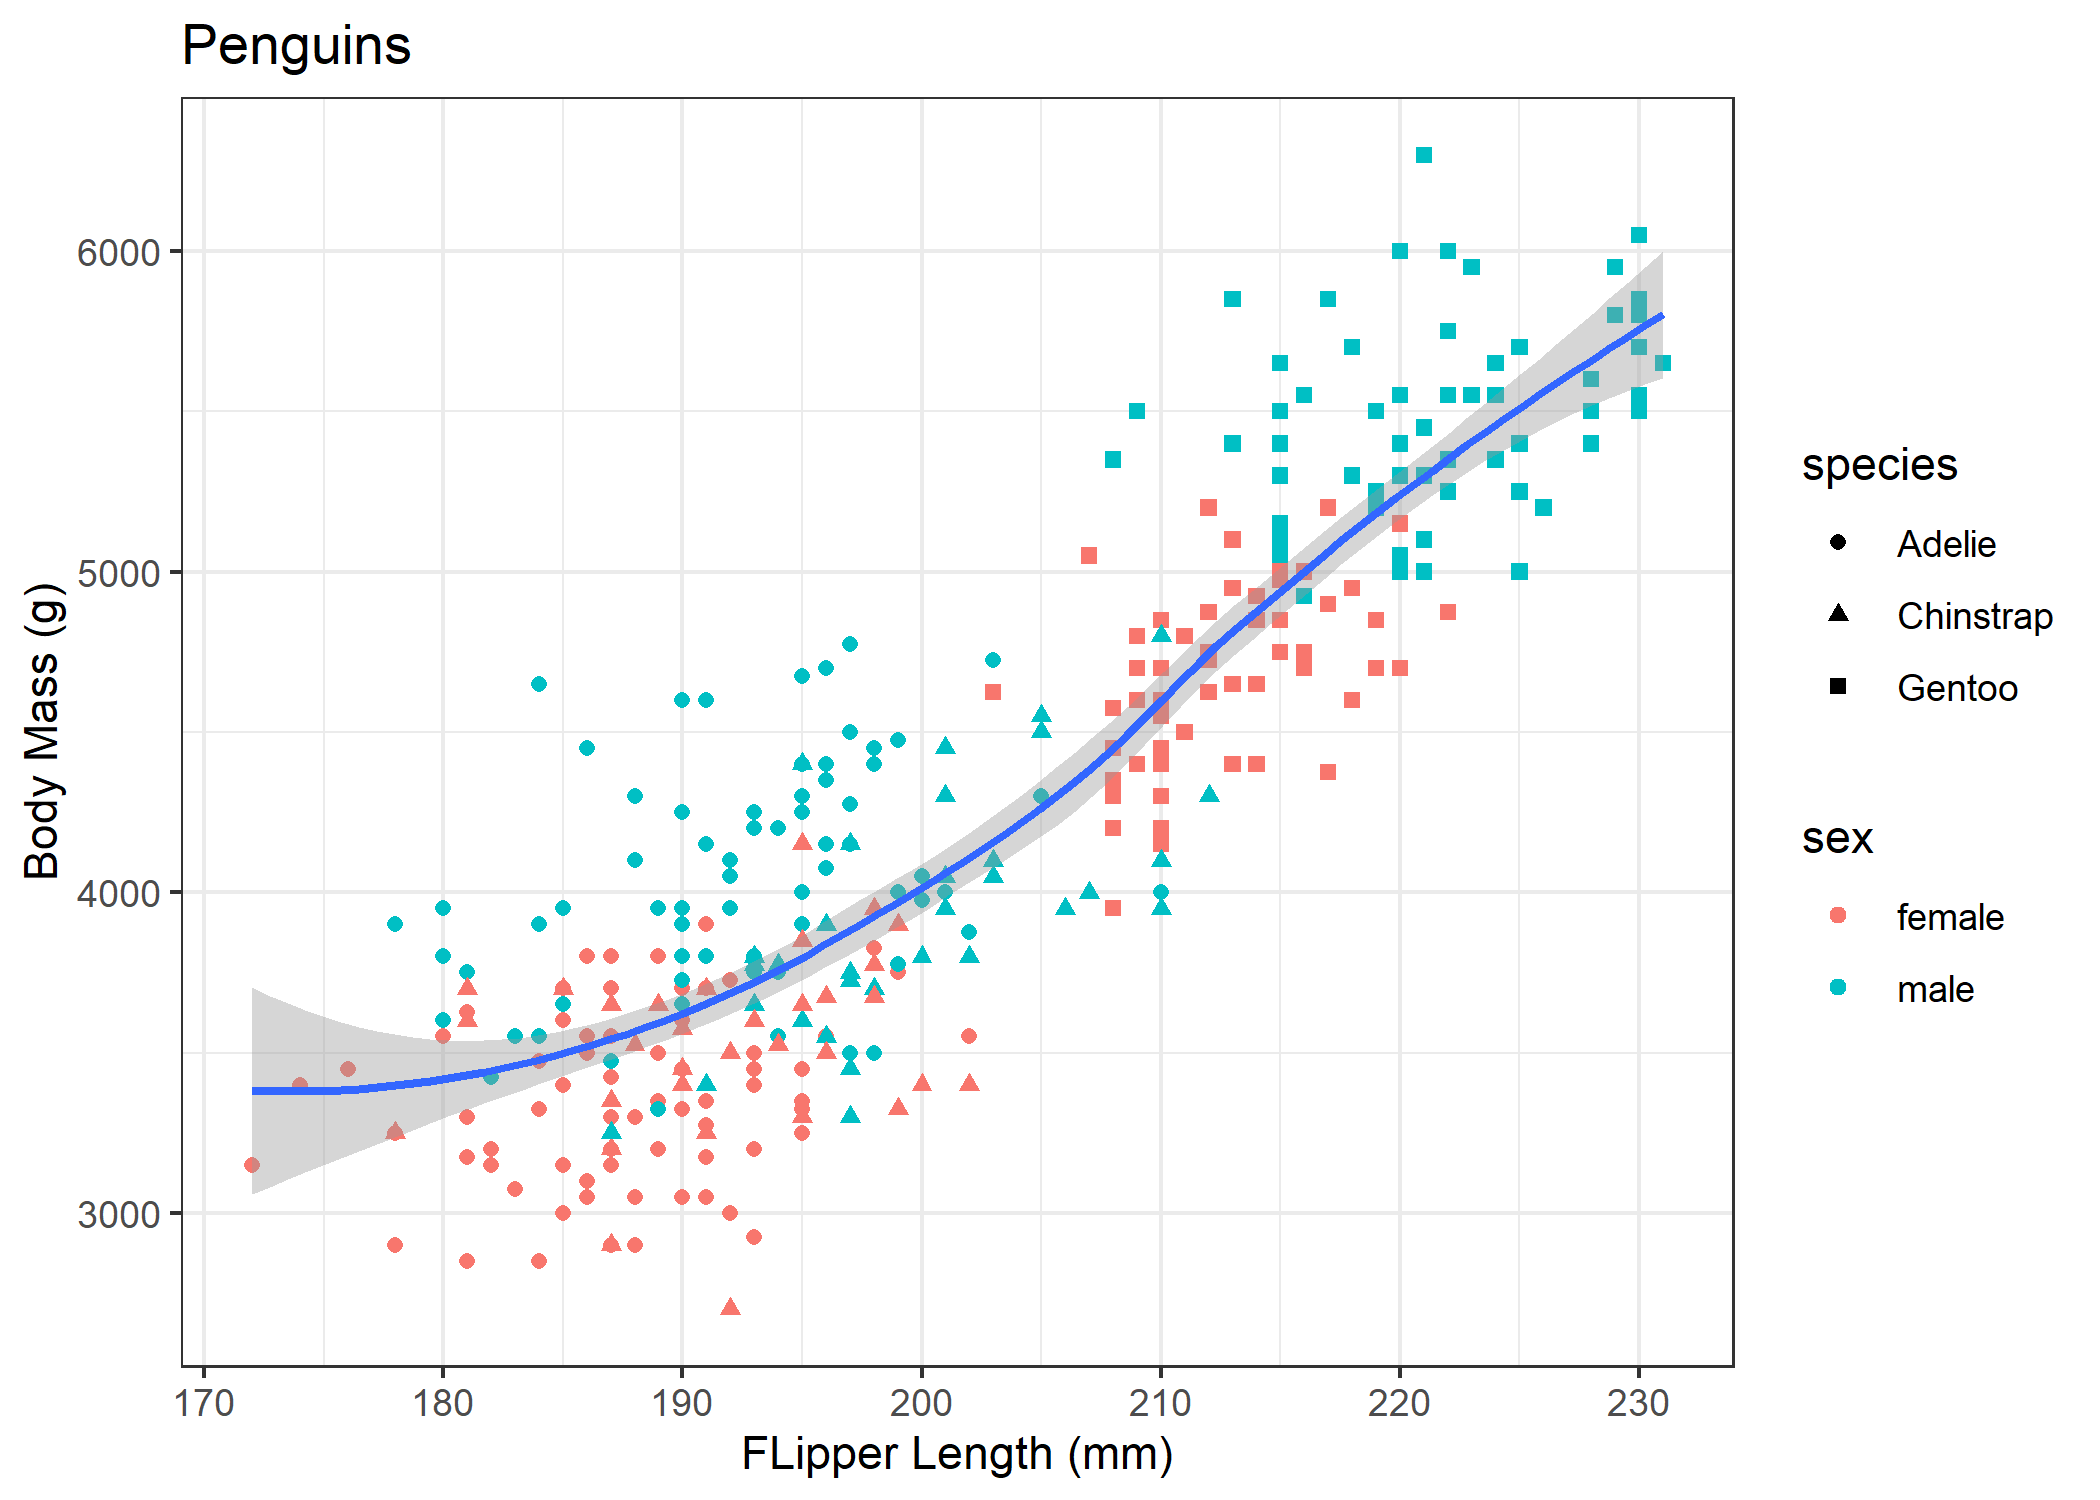 Penguins
6000
5000
4000
3000
Body Mass (g)
170 180 190 200 210 220 230
FLipper Length (mm)
species
Adelie
Chinstrap
Gentoo
sex
female
male